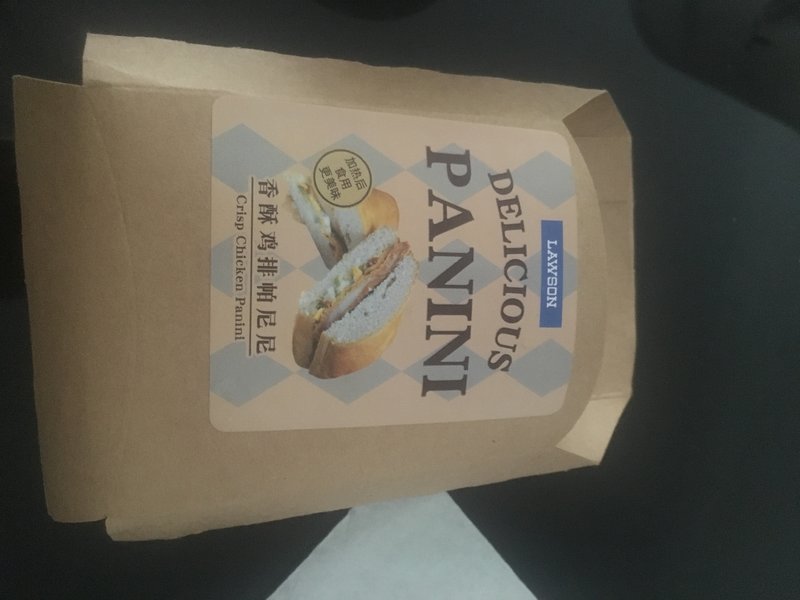 LAWSON
DELICIOUS
PANINI
加热后
食用
更美味
香酥鸡排帕尼尼
Crisp Chicken Panini